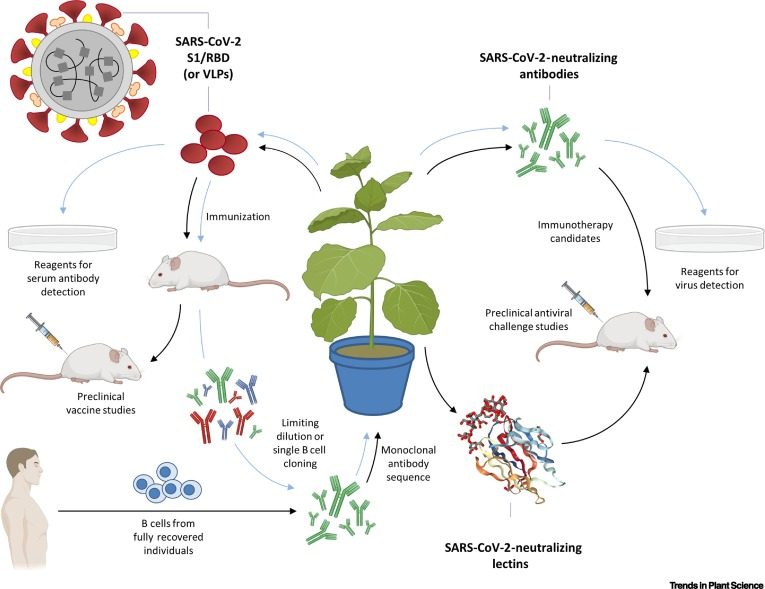 SARS-CoV-2
S1/RBD
(or VLPs)
SARS-CoV-2-neutralizing
antibodies
Immunization
Immunotherapy
candidates
Reagents for
serum antibody
detection
Reagents for
virus detection
Preclinical antiviral
challenge studies
Preclinical
vaccine studies
Limiting
dilution or
single B cell
cloning
Monoclonal
antibody
sequence
B cells from
fully recovered
individuals
SARS-CoV-2-neutralizing
lectins
Trends in Plant Science